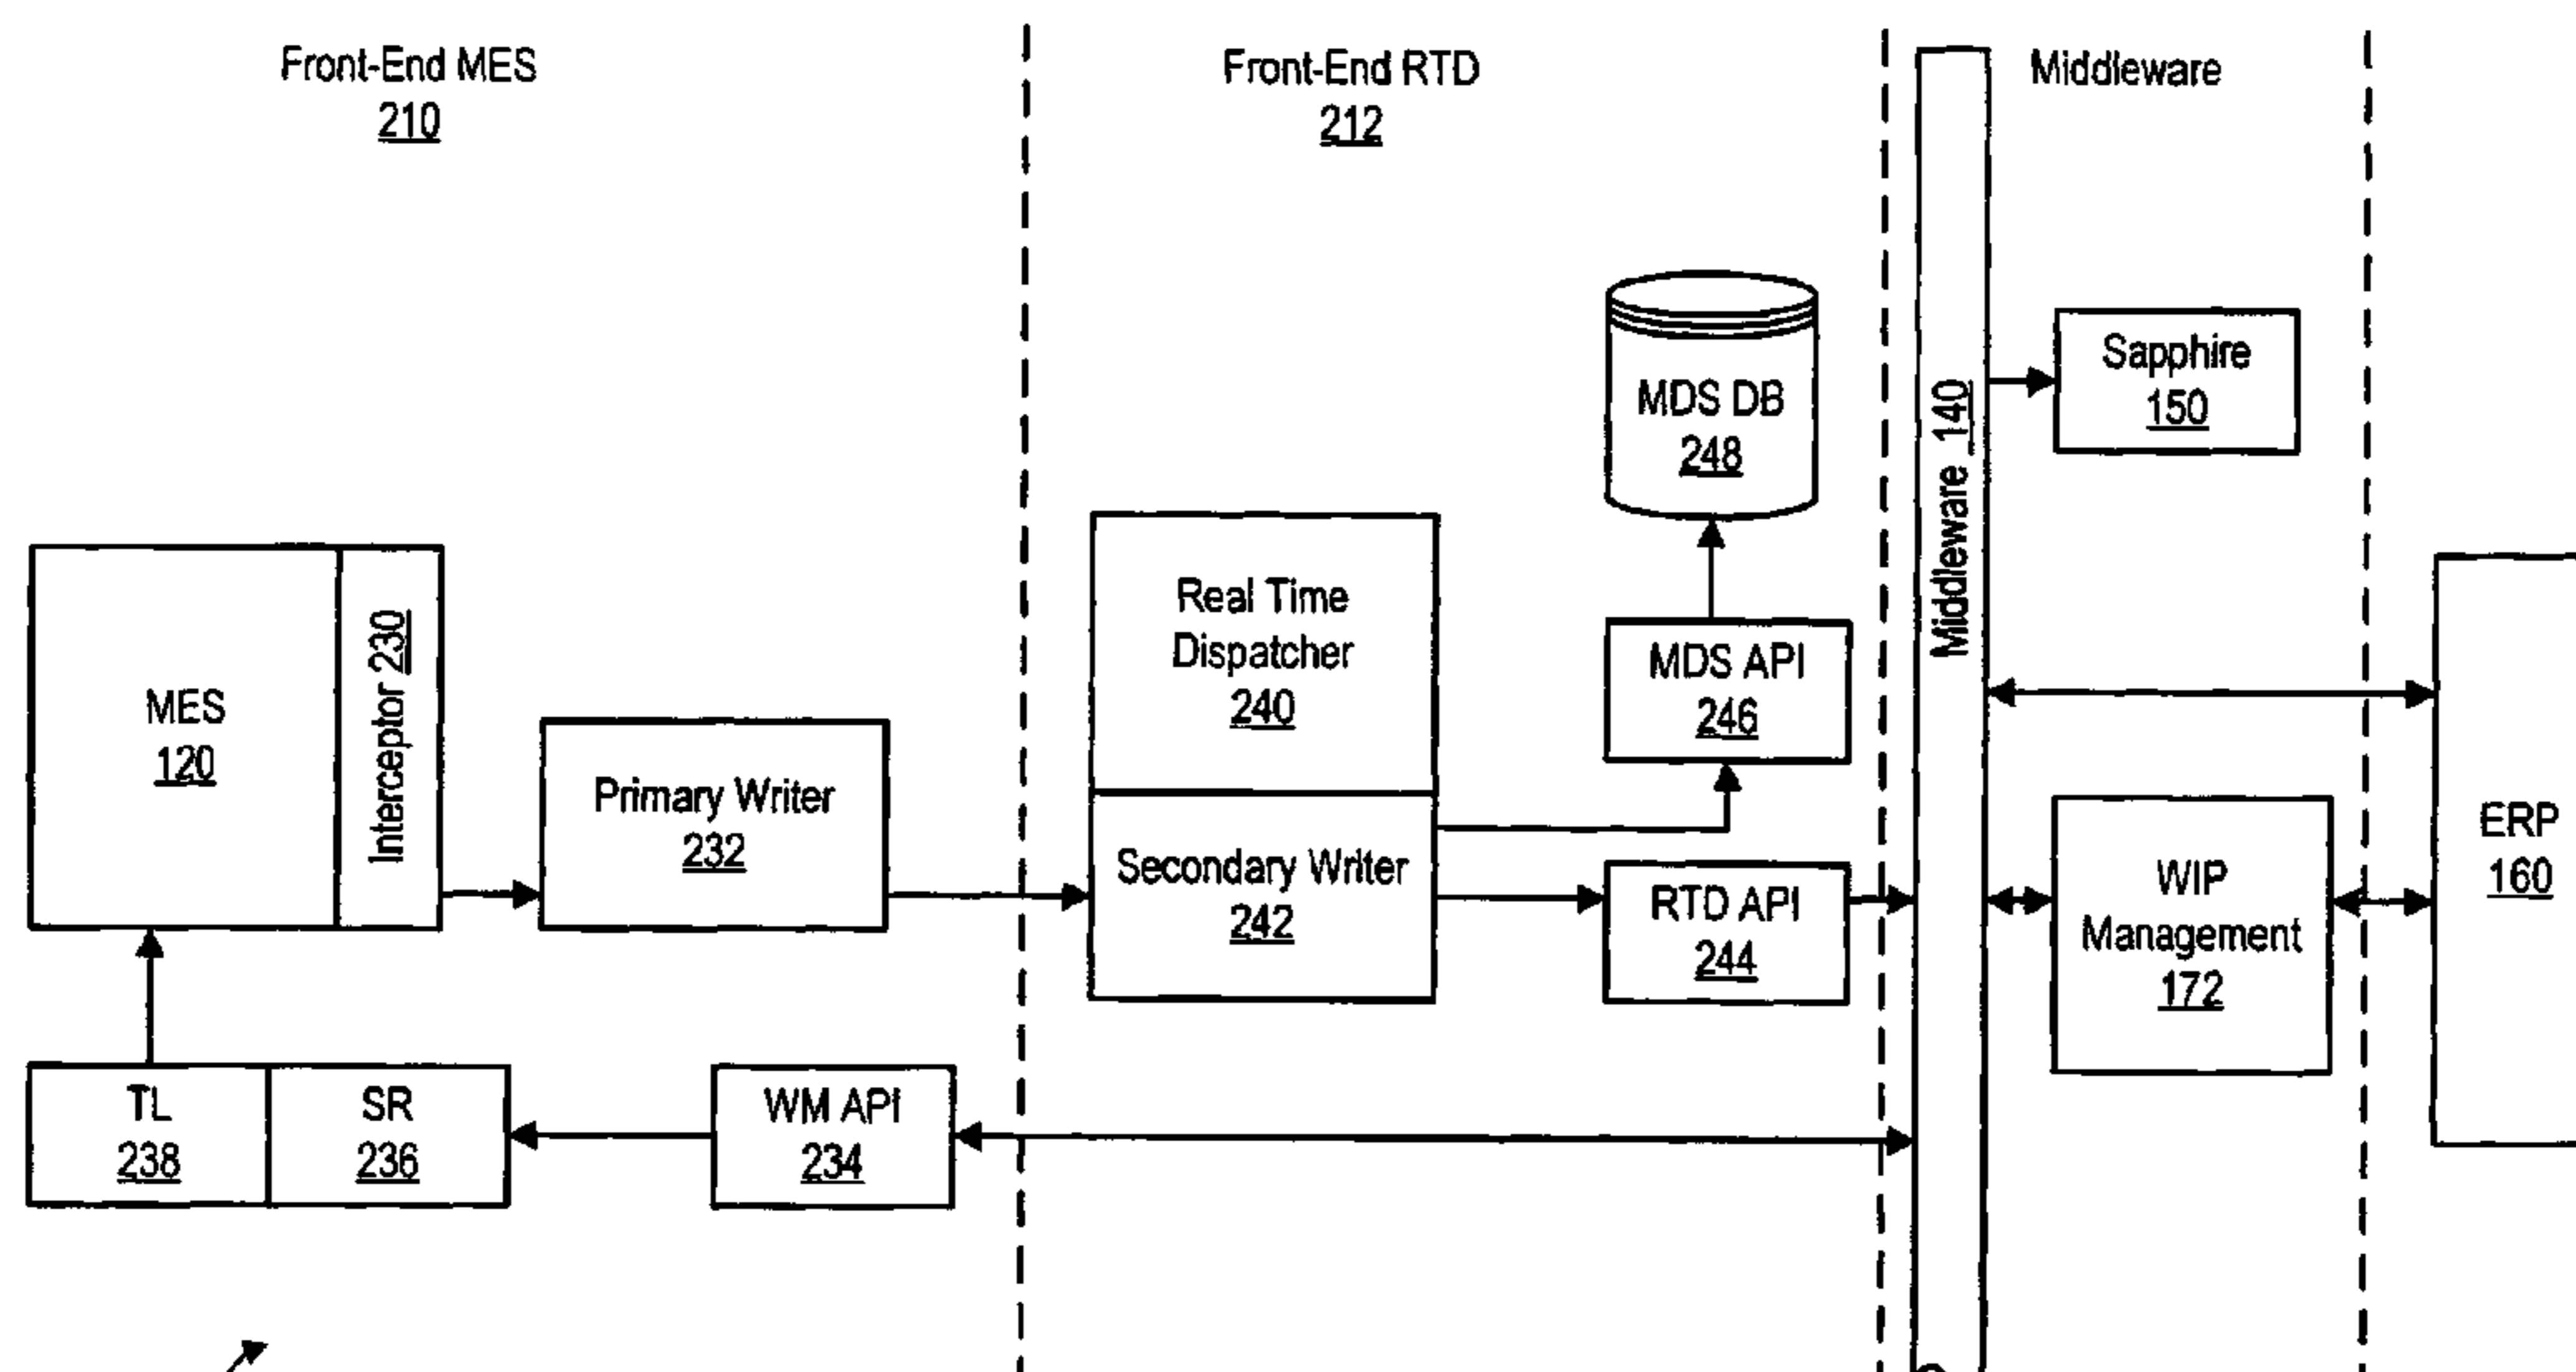 Front-End MES
210
Front-End RTD
212
Middleware
Middleware 140
Sapphire
150
MDS DB
248
MES
120
Interceptor 230
Primary Writer
232
Real Time
Dispatcher
240
Secondary Writer
242
MDS API
246
RTD API
244
WIP
Management
172
ERP
160
TL
238
SR
236
WM API
234